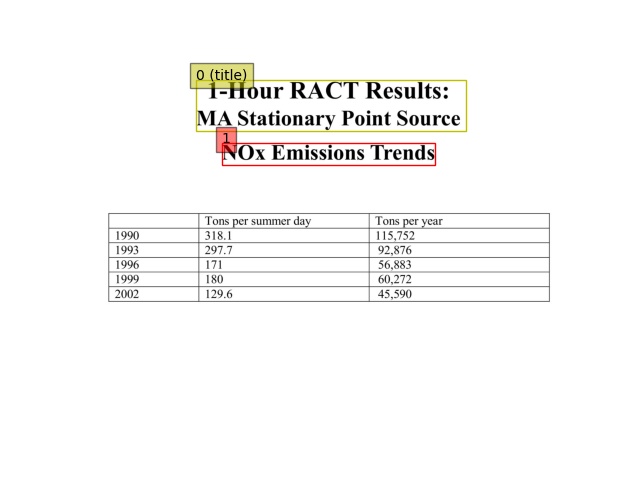 0 (title)
1-Hour RACT Results:
MA Stationary Point Source
1
NOx Emissions Trends
Tons per summer day Tons per year
1990 318.1 115,752
1993 297.7 92,876
1996 171 56,883
1999 180 60,272
2002 129.6 45,590